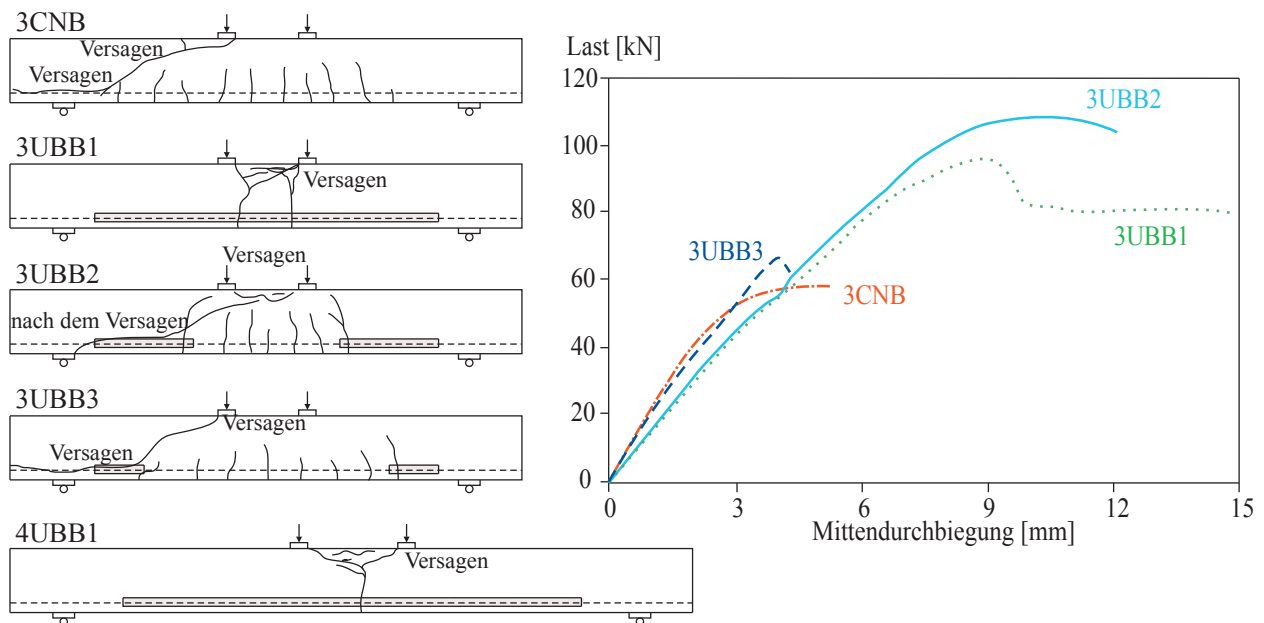 3CNB
Versagen
Versagen
3UBB1
Versagen
Versagen
3UBB2
nach dem Versagen
3UBB3
Versagen
Versagen
4UBB1
Versagen
Last [kN]
120
100
80
60
40
20
0
0 3 6 9 12 15
Mittendurchbiegung [mm]
3UBB2
3UBB1
3UBB3
3CNB